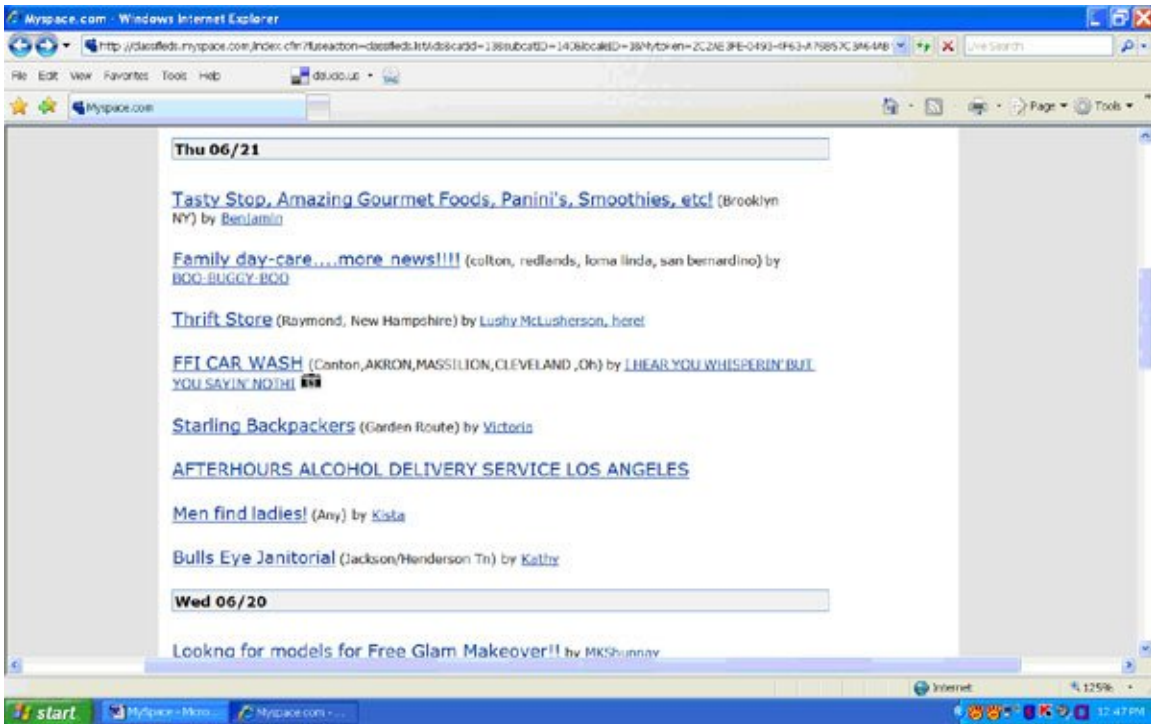 Myspace.com - Windows Internet Explorer
Live Search
File Edit View Favorites Tools Help
Myspace.com
Page Tools
Thu 06/21
Tasty Stop, Amazing Gourmet Foods, Panini's, Smoothies, etc! (Brooklyn
NY) by Benjamin
Family day-care....more news!!!! (colton, redlands, loma linda, san bernardino) by
BOO-BUGGY-BOO
Thrift Store (Raymond, New Hampshire) by Lushy McLusherson, here!
FFI CAR WASH (Canton,AKRON,MASSILION,CLEVELAND ,Oh) by I HEAR YOU WHISPERIN' BUT
YOU SAYIN' NOTHI
Starling Backpackers (Garden Route) by Victoria
AFTERHOURS ALCOHOL DELIVERY SERVICE LOS ANGELES
Men find ladies! (Any) by Kista
Bulls Eye Janitorial (Jackson/Henderson Tn) by Kathy
Wed 06/20
Lookng for models for Free Glam Makeover!! by MKShunnay
Internet 125%
start MySpace - Micro... Myspace.com - ... 12:47 PM